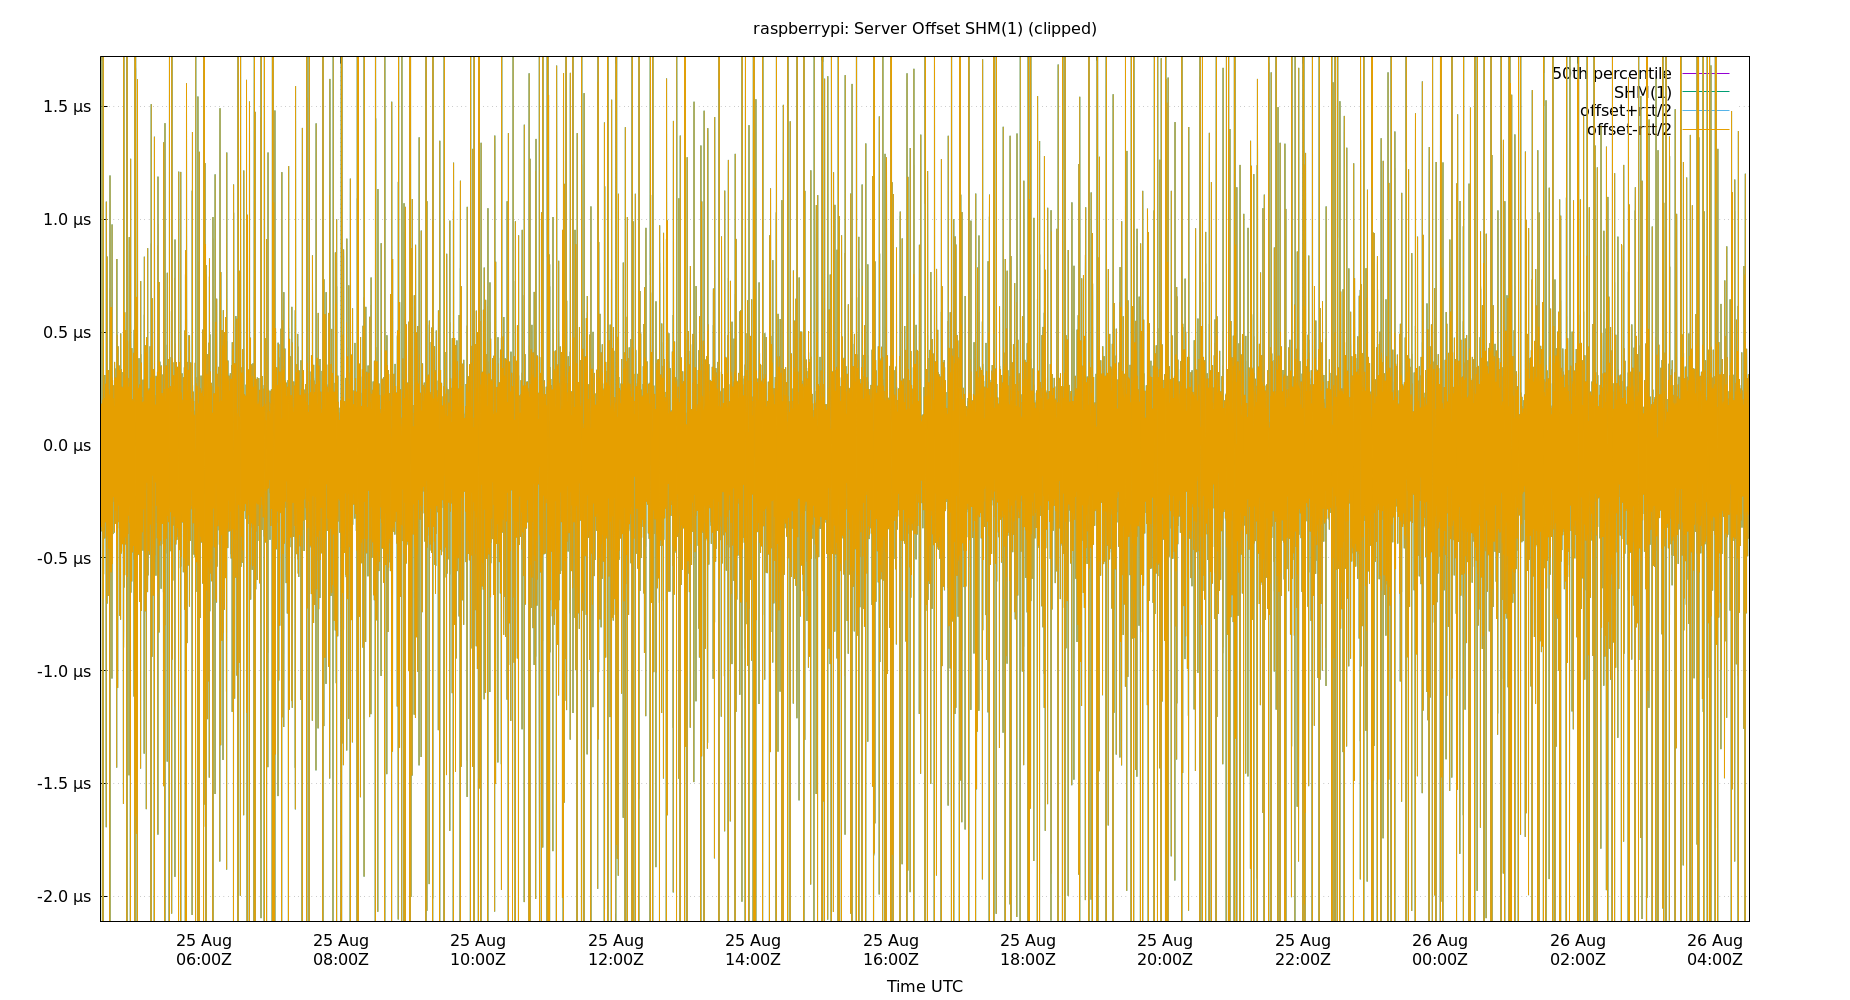 raspberrypi: Server Offset SHM(1) (clipped)
50th percentile
SHM(1)
offset+rtt/2
offset-rtt/2
1.5 µs
1.0 µs
0.5 µs
0.0 µs
-0.5 µs
-1.0 µs
-1.5 µs
-2.0 µs
25 Aug 25 Aug 25 Aug 25 Aug 25 Aug 25 Aug 25 Aug 25 Aug 25 Aug 26 Aug 26 Aug 26 Aug
06:00Z 08:00Z 10:00Z 12:00Z 14:00Z 16:00Z 18:00Z 20:00Z 22:00Z 00:00Z 02:00Z 04:00Z
Time UTC